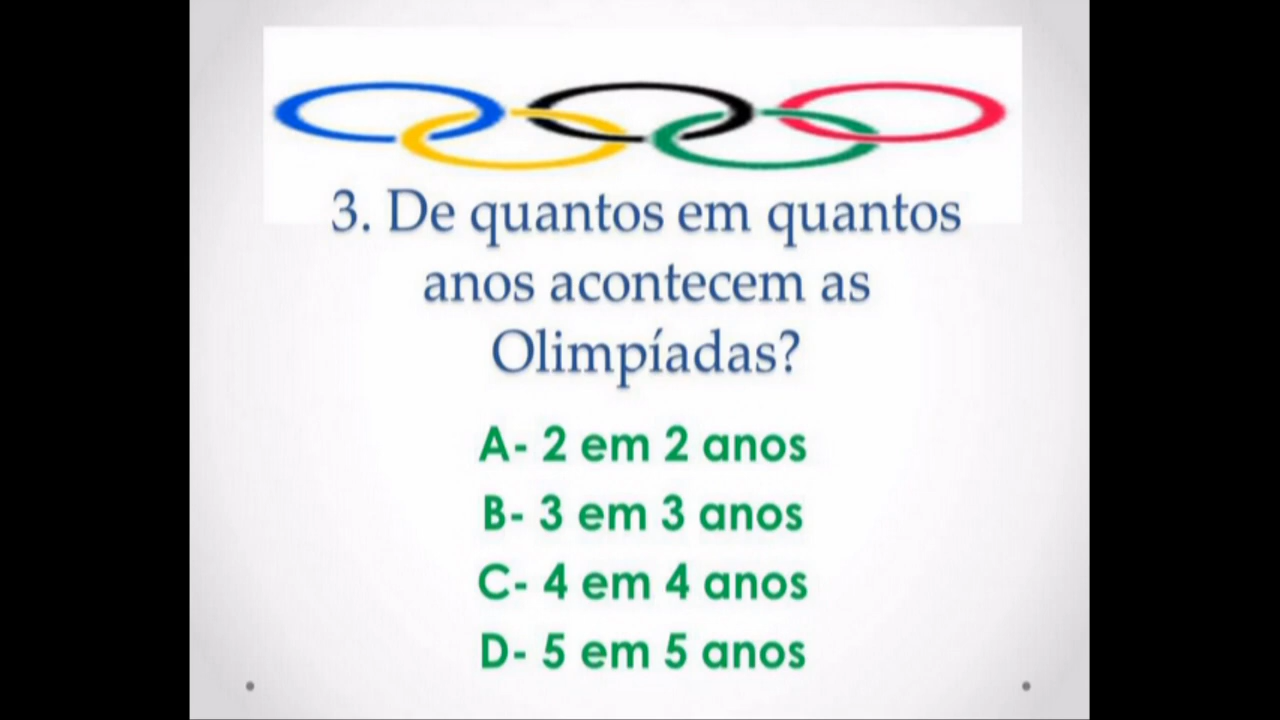 3. De quantos em quantos
anos acontecem as
Olimpíadas?
A- 2 em 2 anos
B- 3 em 3 anos
C- 4 em 4 anos
D- 5 em 5 anos